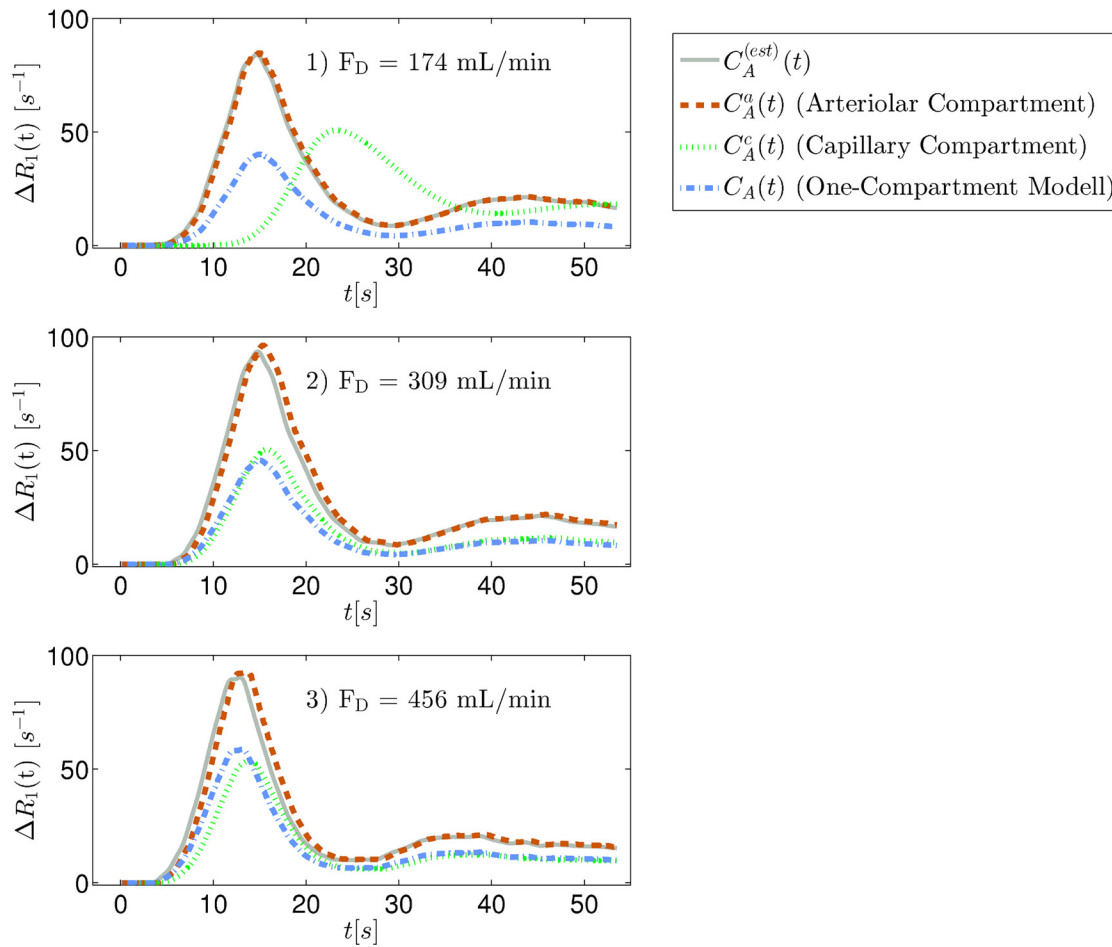 100
50
0
ΔR₁(t) [s⁻¹]
1) F_D = 174 mL/min
0 10 20 30 40 50
t[s]
C_A^(est)(t)
C_A^a(t) (Arteriolar Compartment)
C_A^c(t) (Capillary Compartment)
C_A(t) (One-Compartment Modell)
100
50
0
ΔR₁(t) [s⁻¹]
2) F_D = 309 mL/min
0 10 20 30 40 50
t[s]
100
50
0
ΔR₁(t) [s⁻¹]
3) F_D = 456 mL/min
0 10 20 30 40 50
t[s]